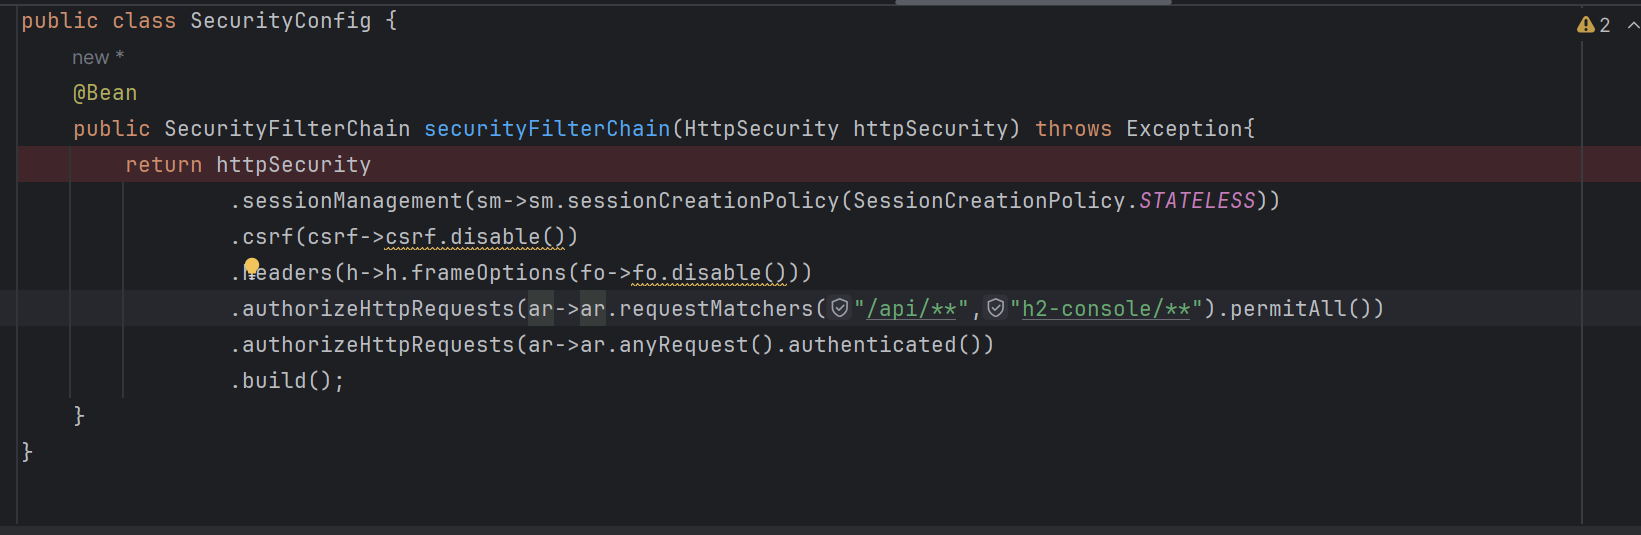 public class SecurityConfig {
2
new *
@Bean
public SecurityFilterChain securityFilterChain(HttpSecurity httpSecurity) throws Exception{
return httpSecurity
.sessionManagement(sm->sm.sessionCreationPolicy(SessionCreationPolicy.STATELESS))
.csrf(csrf->csrf.disable())
.headers(h->h.frameOptions(fo->fo.disable()))
.authorizeHttpRequests(ar->ar.requestMatchers("/api/**","h2-console/**").permitAll())
.authorizeHttpRequests(ar->ar.anyRequest().authenticated())
.build();
}
}